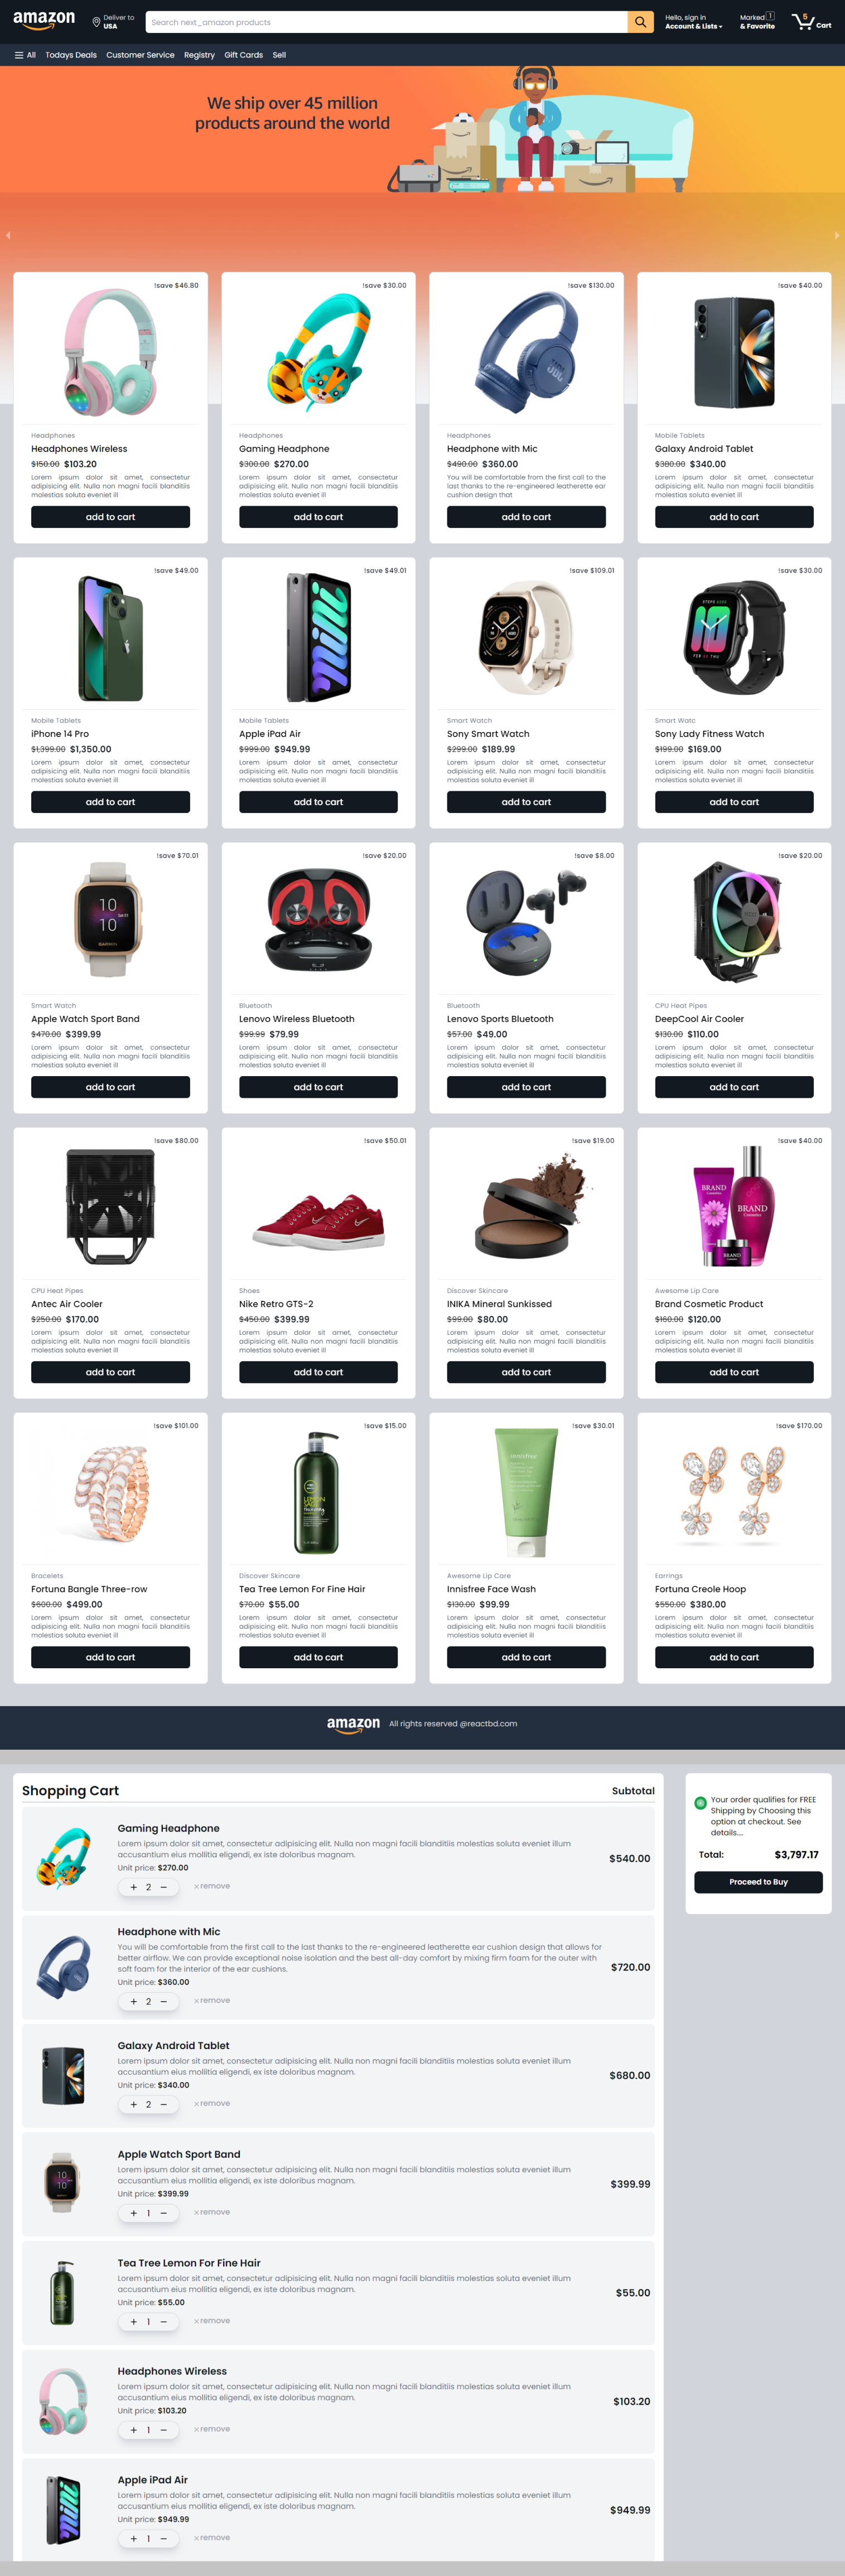 amazon
Deliver to
USA
Search next_amazon products
Hello, sign in
Account & Lists
Marked 1
& Favorite
5
Cart
All Todays Deals Customer Service Registry Gift Cards Sell
We ship over 45 million
products around the world
!save $46.80
Headphones
Headphones Wireless
$150.00 $103.20
Lorem ipsum dolor sit amet, consectetur
adipisicing elit. Nulla non magni facili blanditiis
molestias soluta eveniet ill
add to cart
!save $30.00
Headphones
Gaming Headphone
$300.00 $270.00
Lorem ipsum dolor sit amet, consectetur
adipisicing elit. Nulla non magni facili blanditiis
molestias soluta eveniet ill
add to cart
!save $130.00
JBL
Headphones
Headphone with Mic
$490.00 $360.00
You will be comfortable from the first call to the
last thanks to the re-engineered leatherette ear
cushion design that
add to cart
!save $40.00
Mobile Tablets
Galaxy Android Tablet
$380.00 $340.00
Lorem ipsum dolor sit amet, consectetur
adipisicing elit. Nulla non magni facili blanditiis
molestias soluta eveniet ill
add to cart
!save $49.00
Mobile Tablets
iPhone 14 Pro
$1,399.00 $1,350.00
Lorem ipsum dolor sit amet, consectetur
adipisicing elit. Nulla non magni facili blanditiis
molestias soluta eveniet ill
add to cart
!save $49.01
Mobile Tablets
Apple iPad Air
$999.00 $949.99
Lorem ipsum dolor sit amet, consectetur
adipisicing elit. Nulla non magni facili blanditiis
molestias soluta eveniet ill
add to cart
!save $109.01
Smart Watch
Sony Smart Watch
$299.00 $189.99
Lorem ipsum dolor sit amet, consectetur
adipisicing elit. Nulla non magni facili blanditiis
molestias soluta eveniet ill
add to cart
!save $30.00
Smart Watc
Sony Lady Fitness Watch
$199.00 $169.00
Lorem ipsum dolor sit amet, consectetur
adipisicing elit. Nulla non magni facili blanditiis
molestias soluta eveniet ill
add to cart
!save $70.01
10
10
GARMIN
Smart Watch
Apple Watch Sport Band
$470.00 $399.99
Lorem ipsum dolor sit amet, consectetur
adipisicing elit. Nulla non magni facili blanditiis
molestias soluta eveniet ill
add to cart
!save $20.00
Bluetooth
Lenovo Wireless Bluetooth
$99.99 $79.99
Lorem ipsum dolor sit amet, consectetur
adipisicing elit. Nulla non magni facili blanditiis
molestias soluta eveniet ill
add to cart
!save $8.00
Bluetooth
Lenovo Sports Bluetooth
$57.00 $49.00
Lorem ipsum dolor sit amet, consectetur
adipisicing elit. Nulla non magni facili blanditiis
molestias soluta eveniet ill
add to cart
!save $20.00
CPU Heat Pipes
DeepCool Air Cooler
$130.00 $110.00
Lorem ipsum dolor sit amet, consectetur
adipisicing elit. Nulla non magni facili blanditiis
molestias soluta eveniet ill
add to cart
!save $80.00
CPU Heat Pipes
Antec Air Cooler
$250.00 $170.00
Lorem ipsum dolor sit amet, consectetur
adipisicing elit. Nulla non magni facili blanditiis
molestias soluta eveniet ill
add to cart
!save $50.01
Shoes
Nike Retro GTS-2
$450.00 $399.99
Lorem ipsum dolor sit amet, consectetur
adipisicing elit. Nulla non magni facili blanditiis
molestias soluta eveniet ill
add to cart
!save $19.00
Discover Skincare
INIKA Mineral Sunkissed
$99.00 $80.00
Lorem ipsum dolor sit amet, consectetur
adipisicing elit. Nulla non magni facili blanditiis
molestias soluta eveniet ill
add to cart
!save $40.00
BRAND
Cosmetics
BRAND
Cosmetics
BRAND
Awesome Lip Care
Brand Cosmetic Product
$160.00 $120.00
Lorem ipsum dolor sit amet, consectetur
adipisicing elit. Nulla non magni facili blanditiis
molestias soluta eveniet ill
add to cart
!save $101.00
Bracelets
Fortuna Bangle Three-row
$600.00 $499.00
Lorem ipsum dolor sit amet, consectetur
adipisicing elit. Nulla non magni facili blanditiis
molestias soluta eveniet ill
add to cart
!save $15.00
Discover Skincare
Tea Tree Lemon For Fine Hair
$70.00 $55.00
Lorem ipsum dolor sit amet, consectetur
adipisicing elit. Nulla non magni facili blanditiis
molestias soluta eveniet ill
add to cart
!save $30.01
innisfree
Awesome Lip Care
Innisfree Face Wash
$130.00 $99.99
Lorem ipsum dolor sit amet, consectetur
adipisicing elit. Nulla non magni facili blanditiis
molestias soluta eveniet ill
add to cart
!save $170.00
Earrings
Fortuna Creole Hoop
$550.00 $380.00
Lorem ipsum dolor sit amet, consectetur
adipisicing elit. Nulla non magni facili blanditiis
molestias soluta eveniet ill
add to cart
amazon All rights reserved @reactbd.com
Shopping Cart Subtotal
Gaming Headphone
Lorem ipsum dolor sit amet, consectetur adipisicing elit. Nulla non magni facili blanditiis molestias soluta eveniet illum
accusantium eius mollitia eligendi, ex iste doloribus magnam.
Unit price: $270.00
+ 2 − × remove
$540.00
Headphone with Mic
You will be comfortable from the first call to the last thanks to the re-engineered leatherette ear cushion design that allows for
better airflow. We can provide exceptional noise isolation and the best all-day comfort by mixing firm foam for the outer with
soft foam for the interior of the ear cushions.
Unit price: $360.00
+ 2 − × remove
$720.00
Galaxy Android Tablet
Lorem ipsum dolor sit amet, consectetur adipisicing elit. Nulla non magni facili blanditiis molestias soluta eveniet illum
accusantium eius mollitia eligendi, ex iste doloribus magnam.
Unit price: $340.00
+ 2 − × remove
$680.00
Apple Watch Sport Band
Lorem ipsum dolor sit amet, consectetur adipisicing elit. Nulla non magni facili blanditiis molestias soluta eveniet illum
accusantium eius mollitia eligendi, ex iste doloribus magnam.
Unit price: $399.99
+ 1 − × remove
$399.99
Tea Tree Lemon For Fine Hair
Lorem ipsum dolor sit amet, consectetur adipisicing elit. Nulla non magni facili blanditiis molestias soluta eveniet illum
accusantium eius mollitia eligendi, ex iste doloribus magnam.
Unit price: $55.00
+ 1 − × remove
$55.00
Headphones Wireless
Lorem ipsum dolor sit amet, consectetur adipisicing elit. Nulla non magni facili blanditiis molestias soluta eveniet illum
accusantium eius mollitia eligendi, ex iste doloribus magnam.
Unit price: $103.20
+ 1 − × remove
$103.20
Apple iPad Air
Lorem ipsum dolor sit amet, consectetur adipisicing elit. Nulla non magni facili blanditiis molestias soluta eveniet illum
accusantium eius mollitia eligendi, ex iste doloribus magnam.
Unit price: $949.99
+ 1 − × remove
$949.99
Your order qualifies for FREE
Shipping by Choosing this
option at checkout. See
details....
Total: $3,797.17
Proceed to Buy